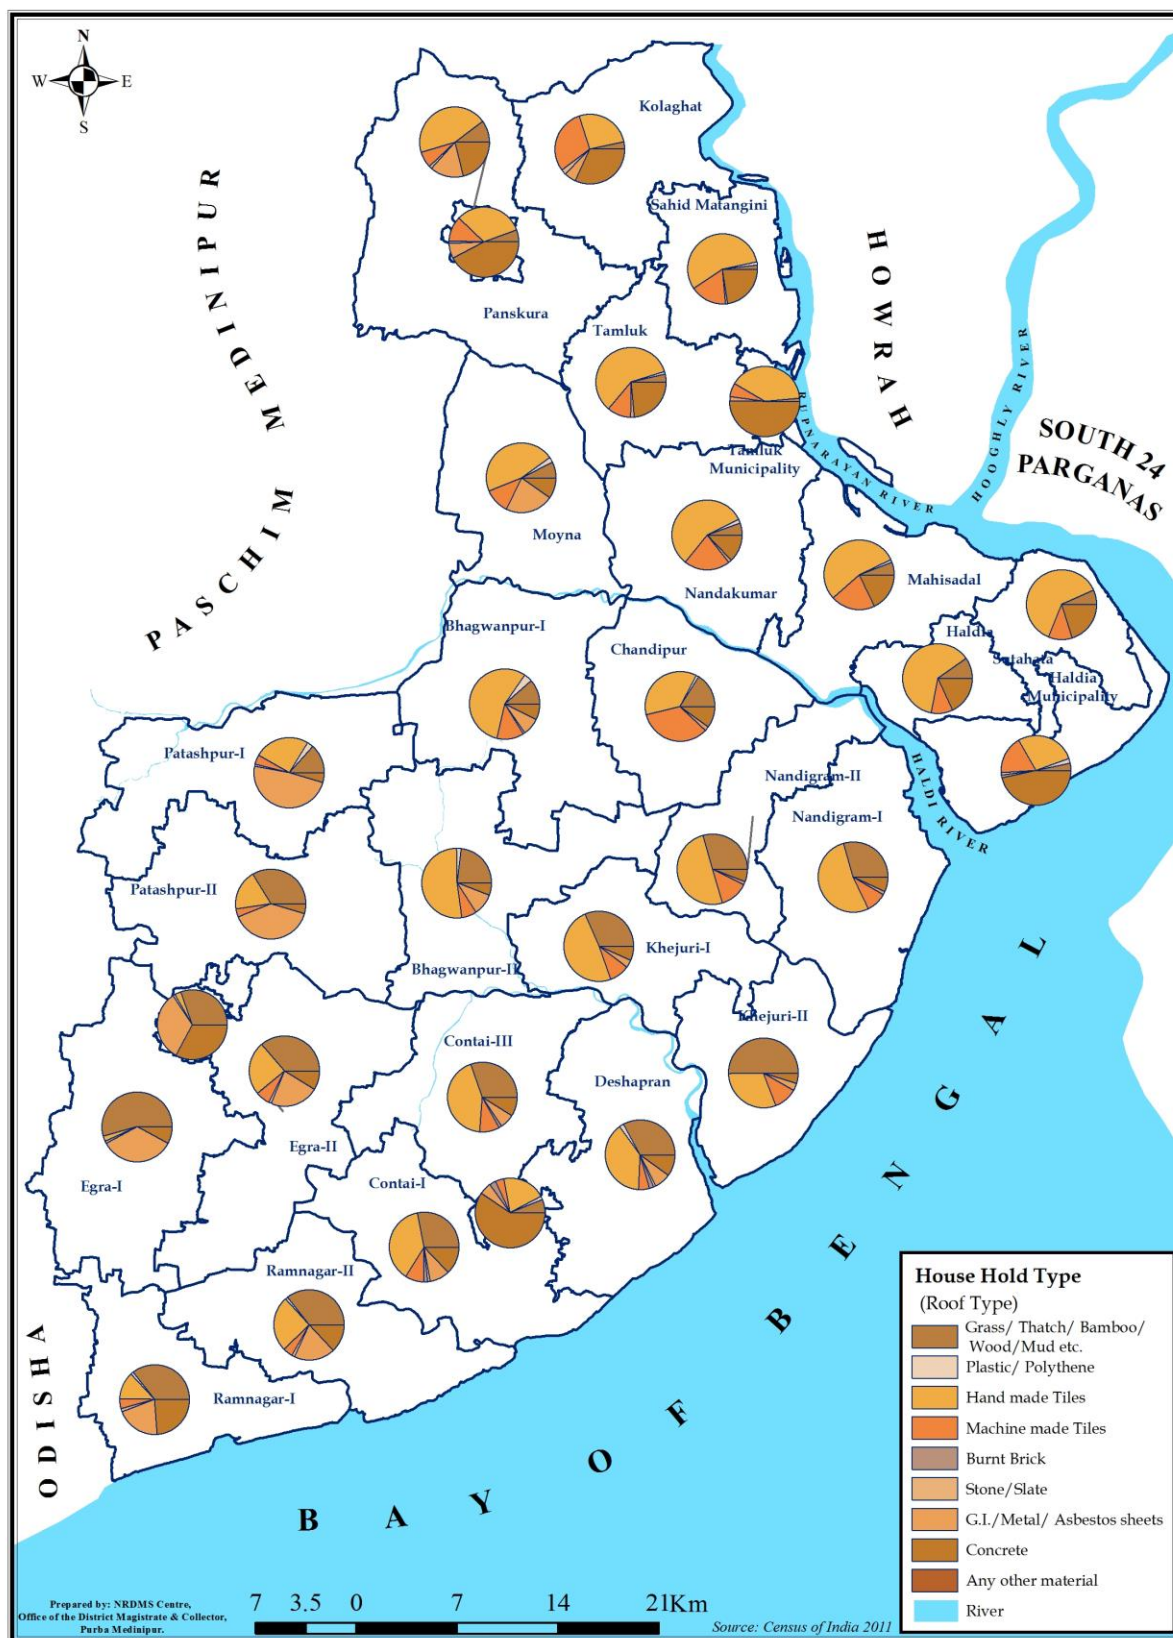 N
W E
S
Kolaghat
Sahid Matangini
Panskura
Tamluk
Tamluk
Municipality
Moyna
Nandakumar
Mahisadal
Haldia
Sutahata
Haldia
Municipality
Bhagwanpur-I
Chandipur
Patashpur-I
Nandigram-II
Nandigram-I
Patashpur-II
Bhagwanpur-II
Khejuri-I
Khejuri-II
Contai-III
Deshapran
Egra-II
Egra-I
Contai-I
Ramnagar-II
Ramnagar-I
PASCHIM MEDINIPUR
HOWRAH
SOUTH 24
PARGANAS
RUPNARAYAN RIVER
HOOGHLY RIVER
HALDI RIVER
ODISHA
BAY OF BENGAL
House Hold Type
(Roof Type)
Grass/ Thatch/ Bamboo/
Wood/Mud etc.
Plastic/ Polythene
Hand made Tiles
Machine made Tiles
Burnt Brick
Stone/Slate
G.I./Metal/ Asbestos sheets
Concrete
Any other material
River
Prepared by: NRDMS Centre,
Office of the District Magistrate & Collector,
Purba Medinipur.
7 3.5 0 7 14 21Km
Source: Census of India 2011